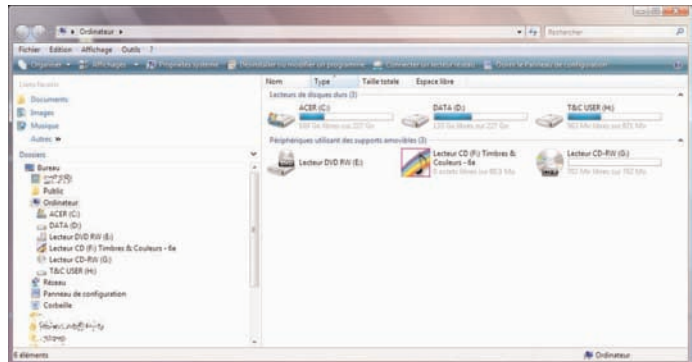 Ordinateur
Rechercher
Fichier Edition Affichage Outils ?
Organiser Affichages Propriétés système Désinstaller ou modifier un programme Connecter un lecteur réseau Ouvrir le Panneau de configuration
Liens favoris
Documents
Images
Musique
Autres »
Dossiers
Bureau
Public
Ordinateur
ACER (C:)
DATA (D:)
Lecteur DVD RW (E:)
Lecteur CD (F:) Timbres & Couleurs - 6e
Lecteur CD-RW (G:)
T&C USER (H:)
Réseau
Panneau de configuration
Corbeille
Nom Type Taille totale Espace libre
Lecteurs de disques durs (3)
ACER (C:)
DATA (D:)
T&C USER (H:)
Périphériques utilisant des supports amovibles (3)
Lecteur DVD RW (E:)
Lecteur CD (F:) Timbres &
Couleurs - 6e
Lecteur CD-RW (G:)
6 éléments
Ordinateur